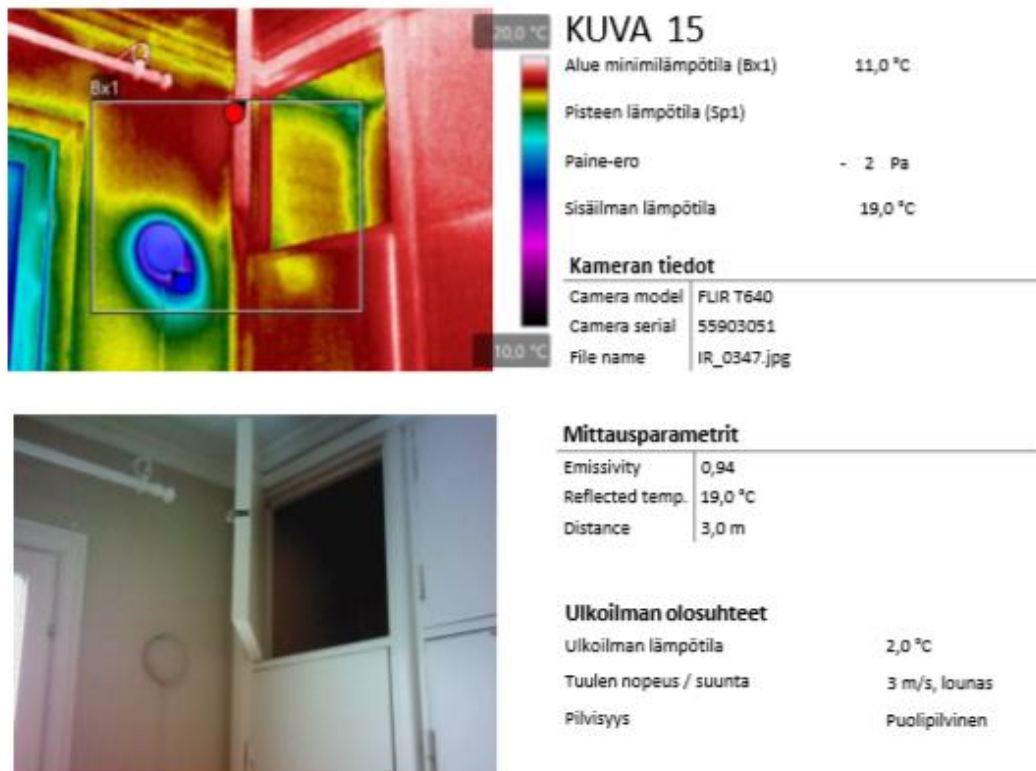 20,0 °C
Bx1
10,0 °C
KUVA 15
Alue minimilämpötila (Bx1) 11,0 °C
Pisteen lämpötila (Sp1)
Paine-ero - 2 Pa
Sisäilman lämpötila 19,0 °C
Kameran tiedot
Camera model FLIR T640
Camera serial 55903051
File name IR_0347.jpg
Mittausparametrit
Emissivity 0,94
Reflected temp. 19,0 °C
Distance 3,0 m
Ulkoilman olosuhteet
Ulkoilman lämpötila 2,0 °C
Tuulen nopeus / suunta 3 m/s, lounas
Pilvisyys Puolipilvinen